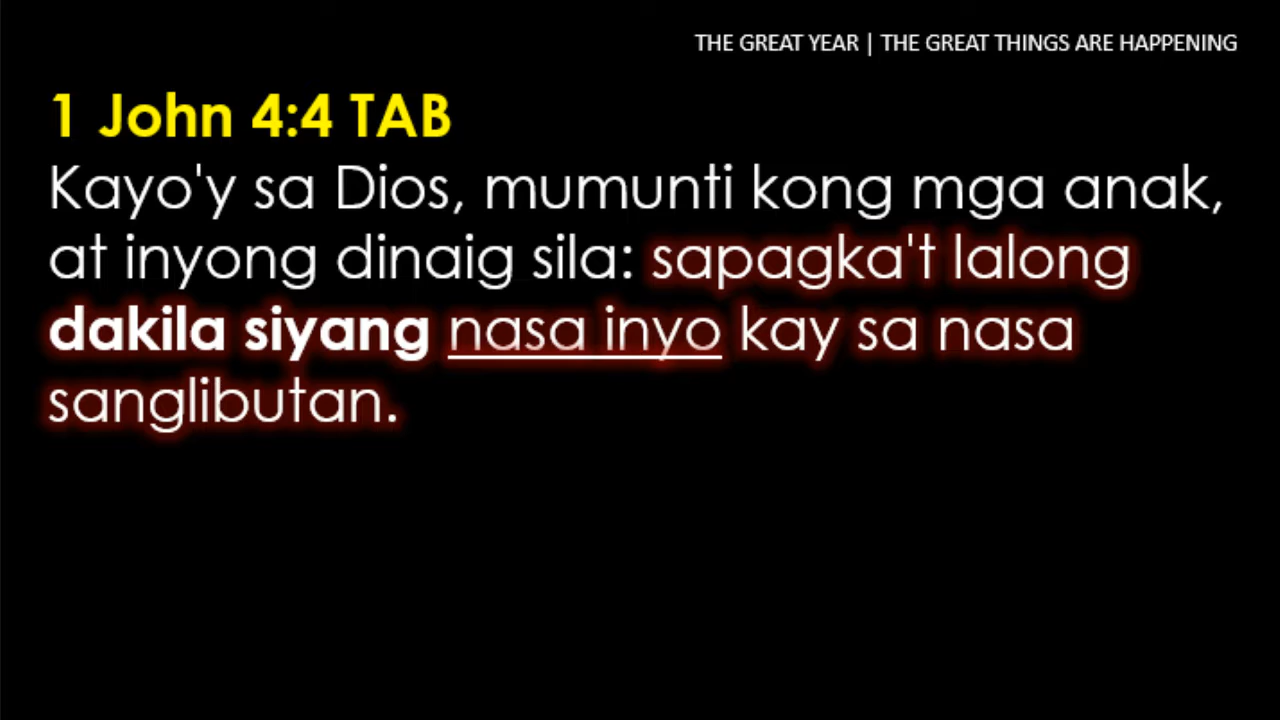 THE GREAT YEAR | THE GREAT THINGS ARE HAPPENING
1 John 4:4 TAB
Kayo'y sa Dios, mumunti kong mga anak,
at inyong dinaig sila: sapagka't lalong
dakila siyang nasa inyo kay sa nasa
sanglibutan.